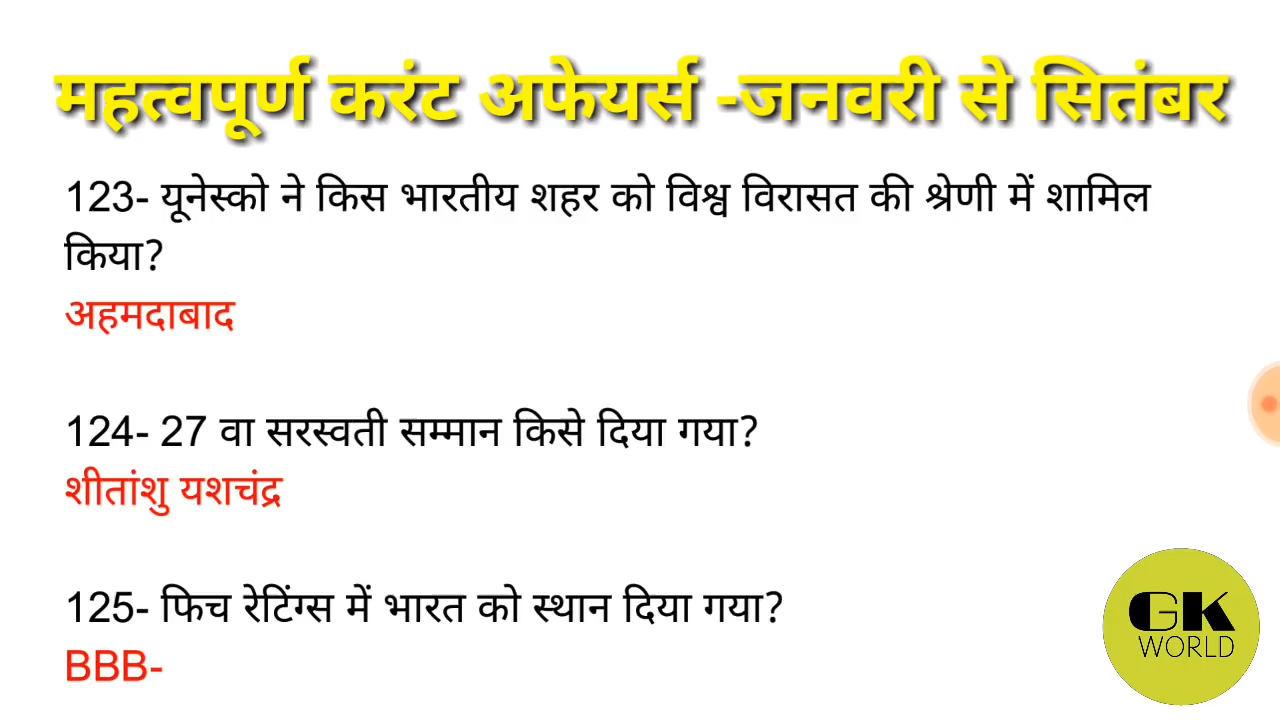 महत्वपूर्ण करंट अफेयर्स -जनवरी से सितंबर
123- यूनेस्को ने किस भारतीय शहर को विश्व विरासत की श्रेणी में शामिल
किया?
अहमदाबाद
124- 27 वा सरस्वती सम्मान किसे दिया गया?
शीतांशु यशचंद्र
125- फिच रेटिंग्स में भारत को स्थान दिया गया?
BBB-
GK
WORLD